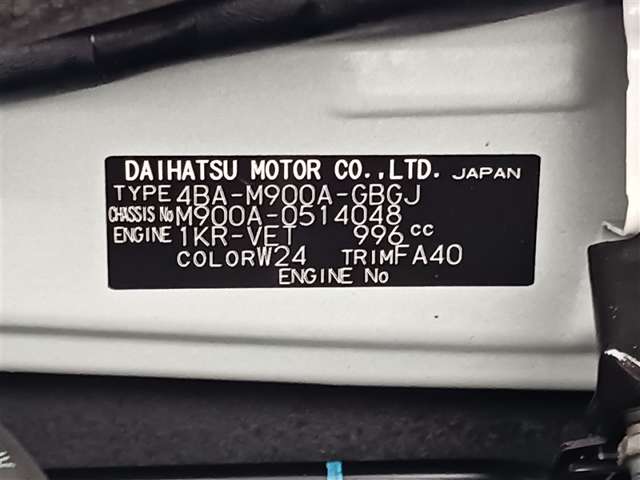 DAIHATSU MOTOR CO.,LTD. JAPAN
TYPE 4BA-M900A-GBGJ
CHASSIS No M900A-0514048
ENGINE 1KR-VET 996 cc
COLOR W24 TRIM FA40
ENGINE No